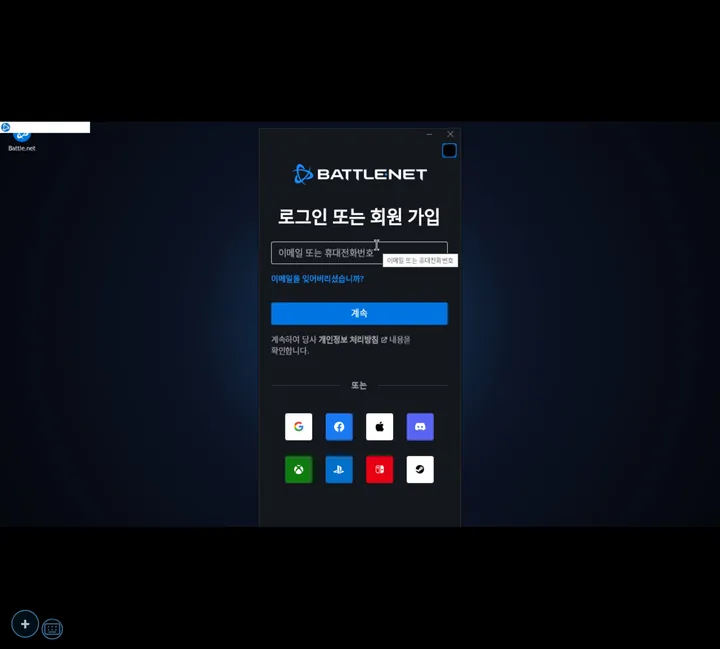 Battle.net
BATTLE.NET
로그인 또는 회원 가입
이메일 또는 휴대전화번호
이메일 또는 휴대전화번호
이메일을 잊어버리셨습니까?
계속
계속하여 당사 개인정보 처리방침 내용을
확인합니다.
또는